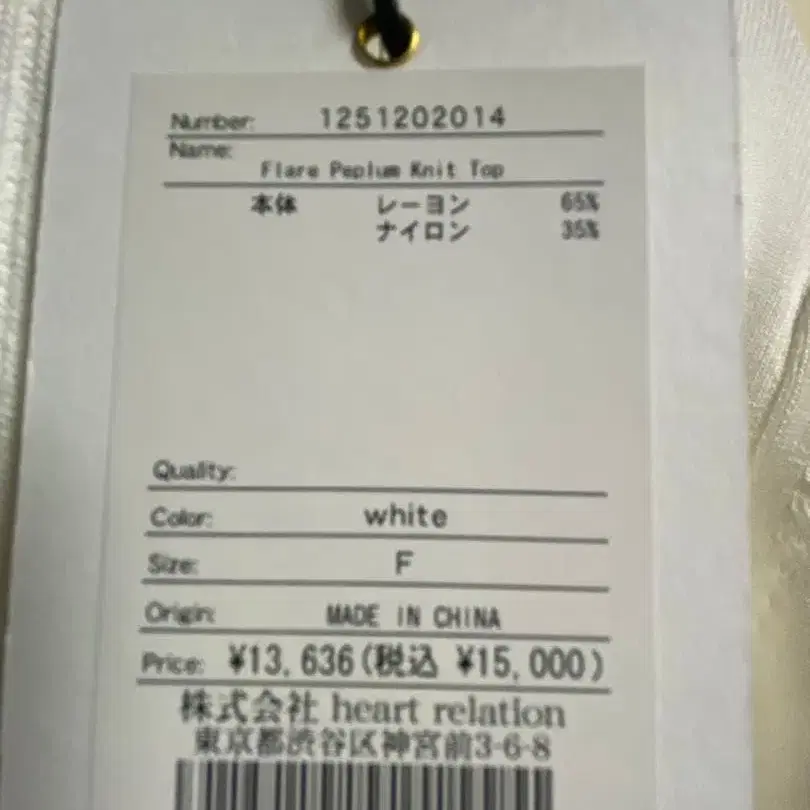 Number: 1251202014
Name:
Flare Peplum Knit Top
本体 レーヨン 65%
ナイロン 35%
Quality:
Color: white
Size: F
Origin: MADE IN CHINA
Price: ¥13,636(税込 ¥15,000)
株式会社 heart relation
東京都渋谷区神宮前3-6-8